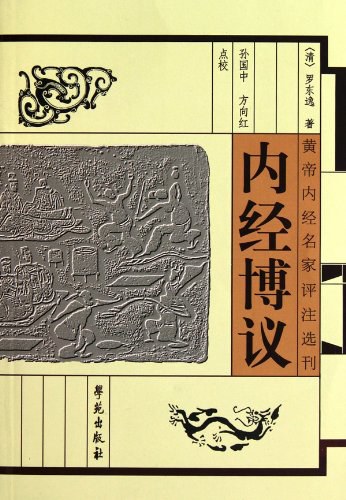 〈清〉罗东逸 著
孙国中 方向红
点校
黄帝内经名家评注选刊
内经博议
學苑出版社